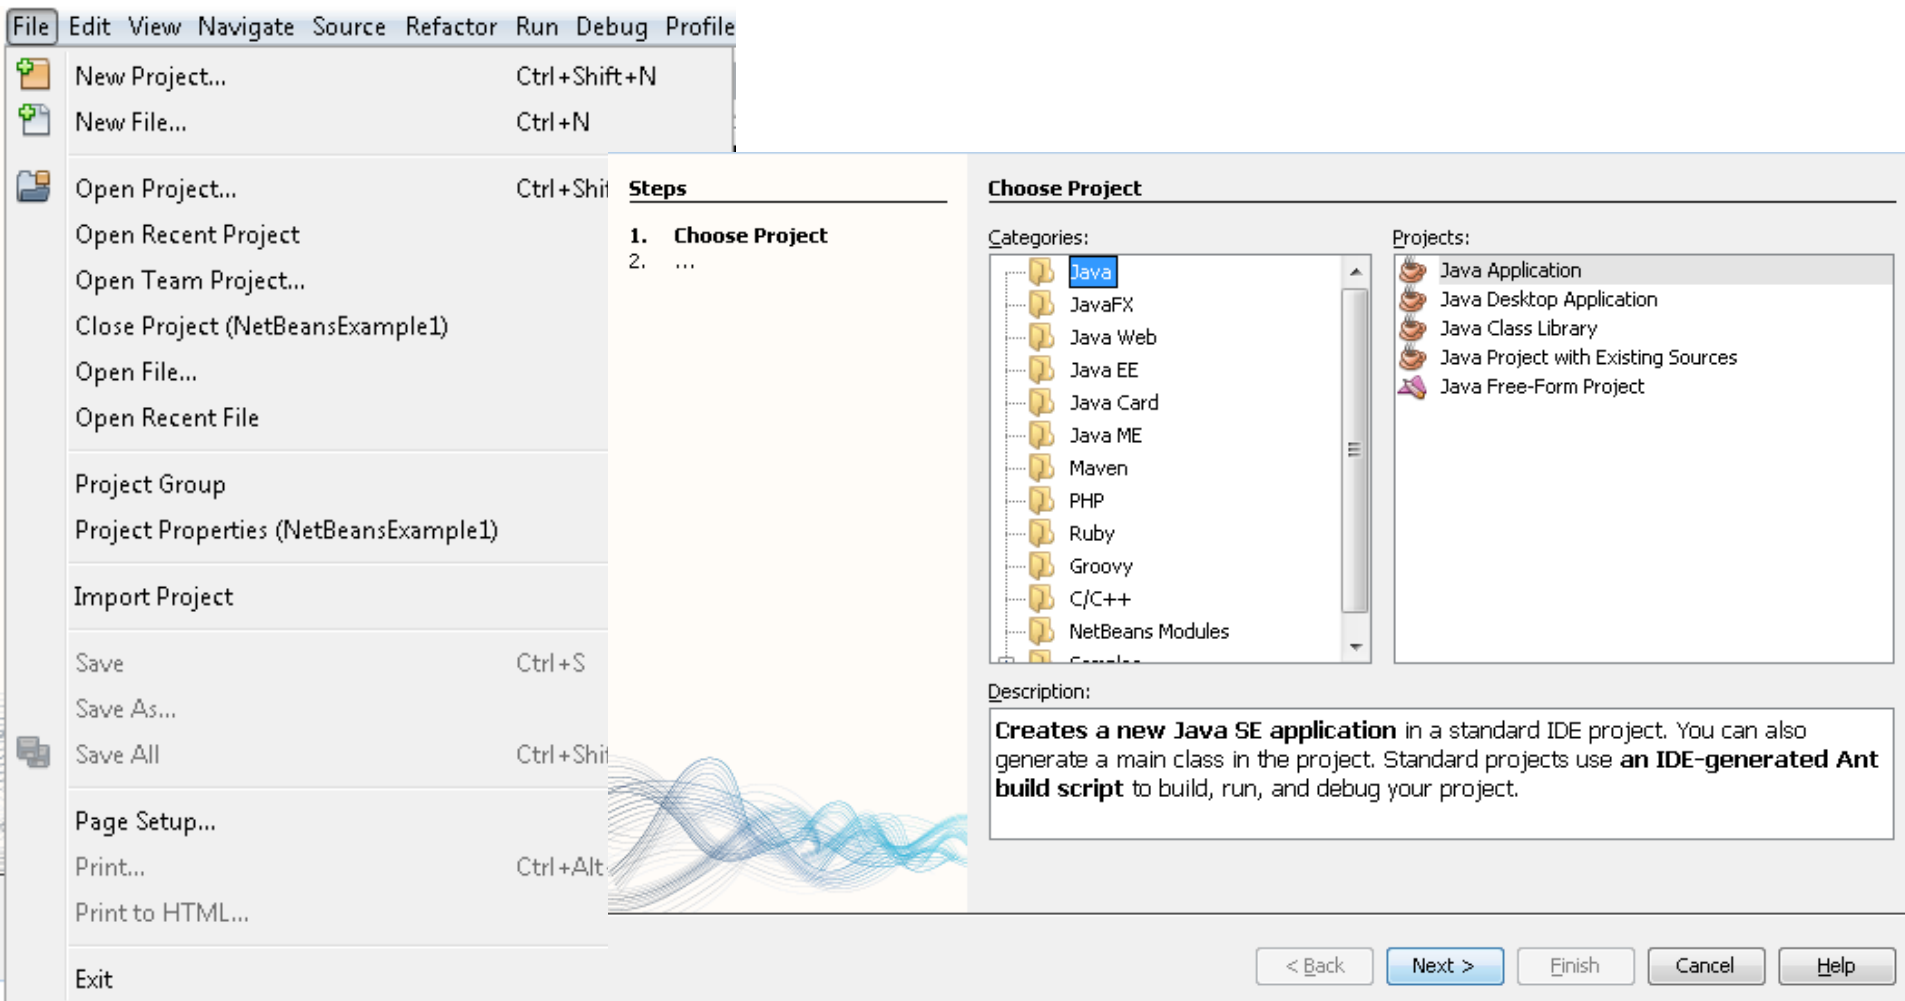 File Edit View Navigate Source Refactor Run Debug Profile
New Project... Ctrl+Shift+N
New File... Ctrl+N
Open Project... Ctrl+Shif
Open Recent Project
Open Team Project...
Close Project (NetBeansExample1)
Open File...
Open Recent File
Project Group
Project Properties (NetBeansExample1)
Import Project
Save Ctrl+S
Save As...
Save All Ctrl+Shif
Page Setup...
Print... Ctrl+Alt
Print to HTML...
Exit
Steps
1. Choose Project
2. ...
Choose Project
Categories:
Java
JavaFX
Java Web
Java EE
Java Card
Java ME
Maven
PHP
Ruby
Groovy
C/C++
NetBeans Modules
Projects:
Java Application
Java Desktop Application
Java Class Library
Java Project with Existing Sources
Java Free-Form Project
Description:
Creates a new Java SE application in a standard IDE project. You can also
generate a main class in the project. Standard projects use an IDE-generated Ant
build script to build, run, and debug your project.
< Back Next > Finish Cancel Help